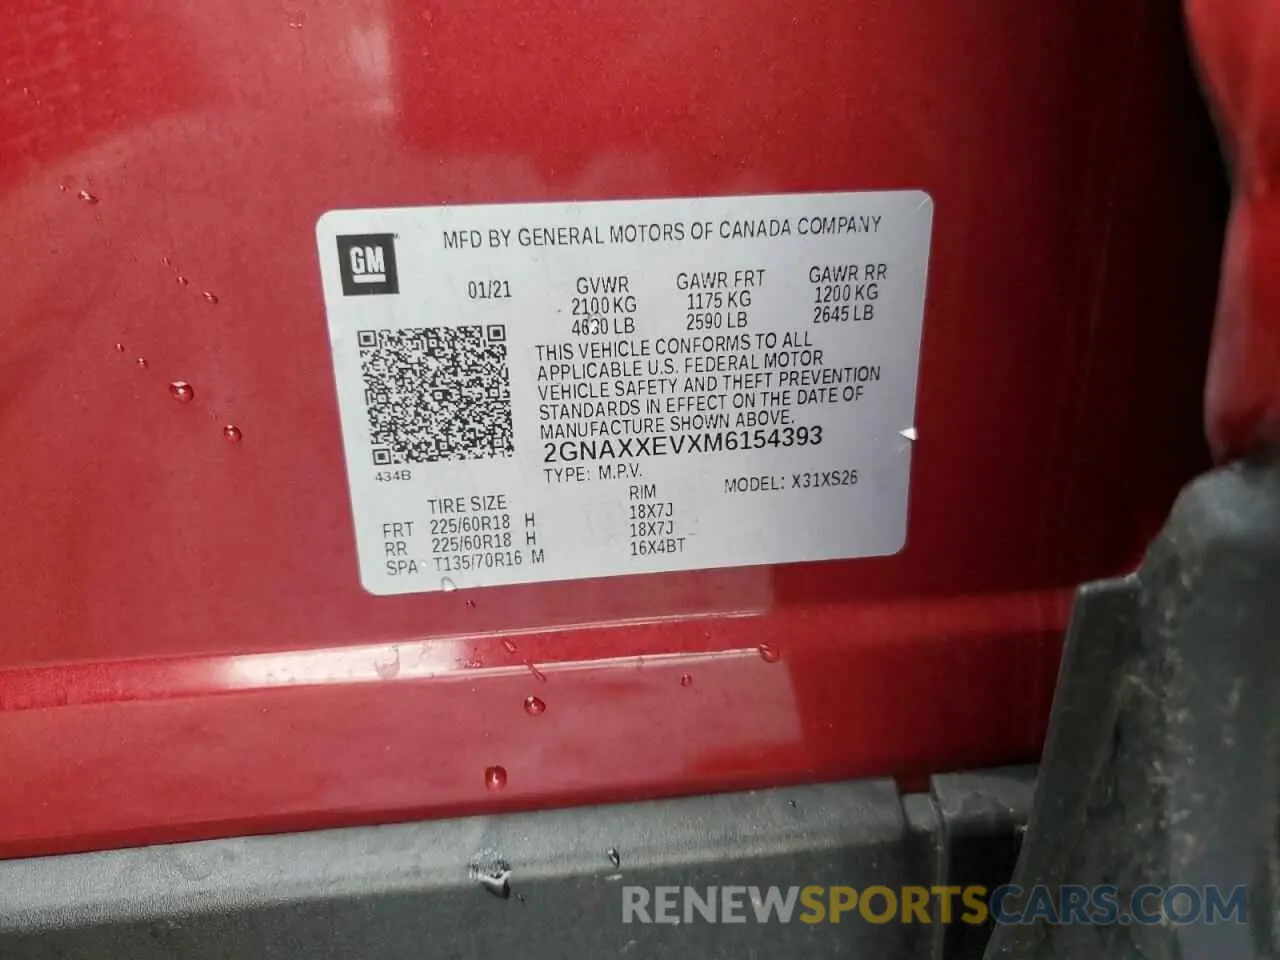 GM
MFD BY GENERAL MOTORS OF CANADA COMPANY
01/21 GVWR GAWR FRT GAWR RR
2100 KG 1175 KG 1200 KG
4630 LB 2590 LB 2645 LB
THIS VEHICLE CONFORMS TO ALL
APPLICABLE U.S. FEDERAL MOTOR
VEHICLE SAFETY AND THEFT PREVENTION
STANDARDS IN EFFECT ON THE DATE OF
MANUFACTURE SHOWN ABOVE.
2GNAXXEVXM6154393
434B
TYPE: M.P.V. MODEL: X31XS26
TIRE SIZE RIM
FRT 225/60R18 H 18X7J
RR 225/60R18 H 18X7J
SPA T135/70R16 M 16X4BT
RENEWSPORTSCARS.COM